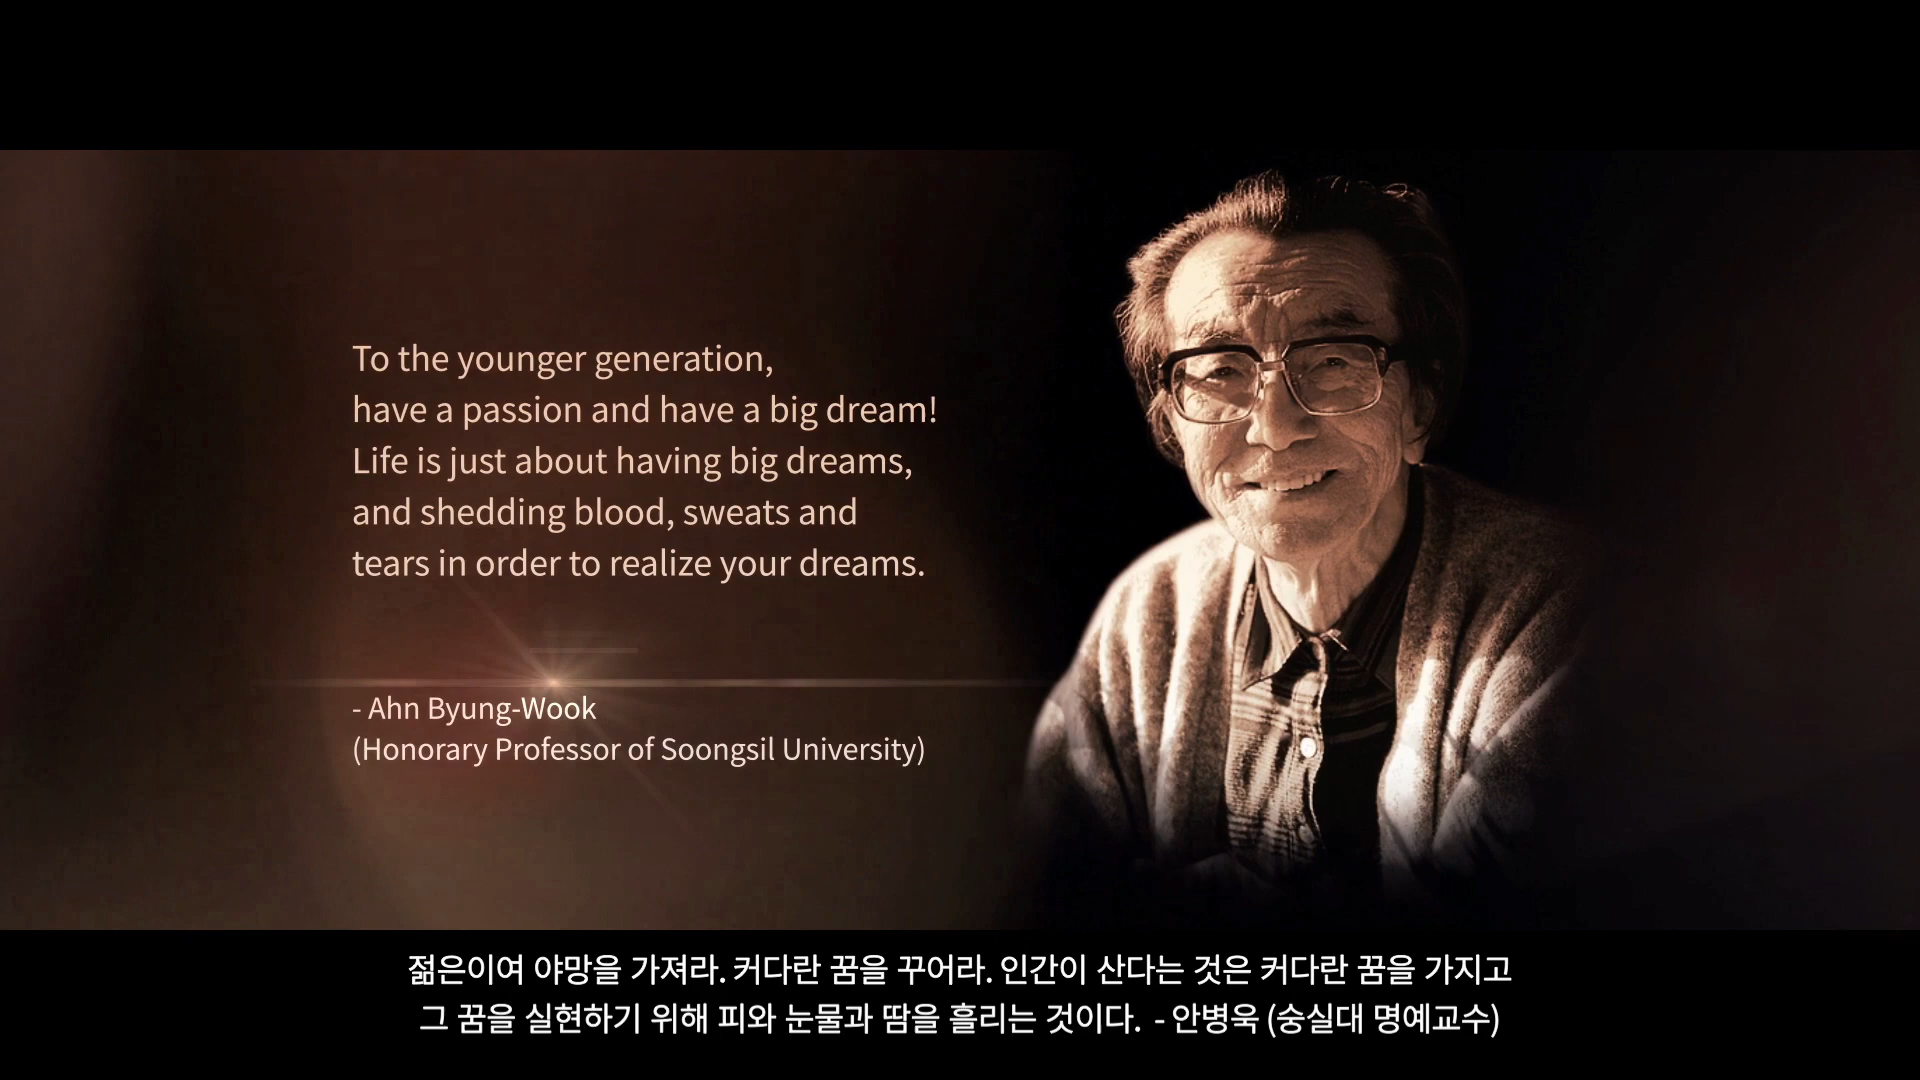 To the younger generation,
have a passion and have a big dream!
Life is just about having big dreams,
and shedding blood, sweats and
tears in order to realize your dreams.
- Ahn Byung-Wook
(Honorary Professor of Soongsil University)
젊은이여 야망을 가져라. 커다란 꿈을 꾸어라. 인간이 산다는 것은 커다란 꿈을 가지고
그 꿈을 실현하기 위해 피와 눈물과 땀을 흘리는 것이다. - 안병욱 (숭실대 명예교수)